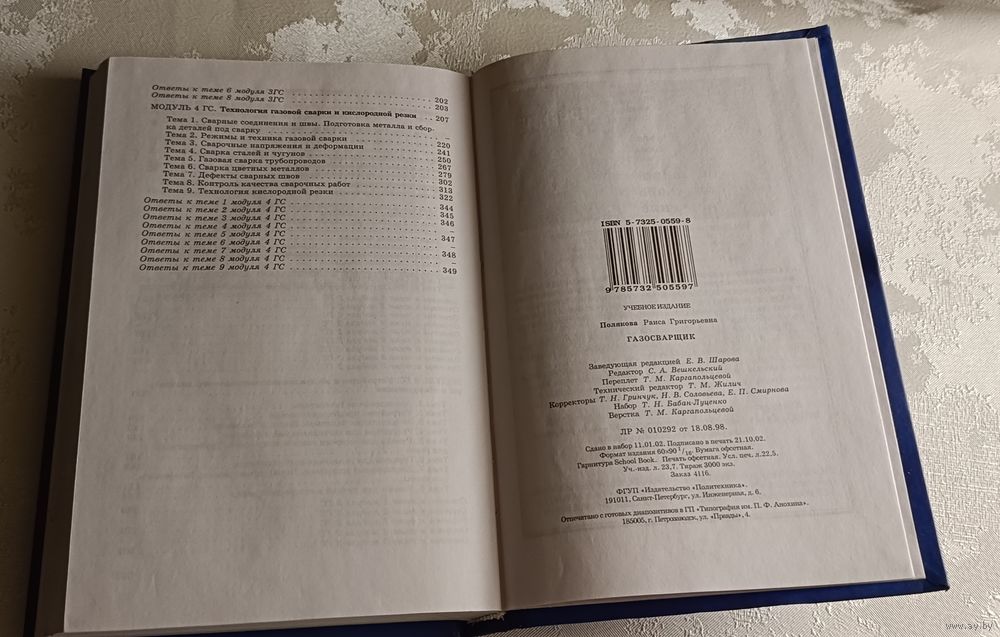 Ответы к теме 6 модуля 3ГС 202
Ответы к теме 8 модуля 3ГС 203
МОДУЛЬ 4 ГС. Технология газовой сварки и кислородной резки 207
Тема 1. Сварные соединения и швы. Подготовка металла и сбор-
ка деталей под сварку –
Тема 2. Режимы и техника газовой сварки 220
Тема 3. Сварочные напряжения и деформации 241
Тема 4. Сварка сталей и чугунов 250
Тема 5. Газовая сварка трубопроводов 267
Тема 6. Сварка цветных металлов 279
Тема 7. Дефекты сварных швов 302
Тема 8. Контроль качества сварочных работ 313
Тема 9. Технология кислородной резки 322
Ответы к теме 1 модуля 4 ГС 344
Ответы к теме 2 модуля 4 ГС 345
Ответы к теме 3 модуля 4 ГС 346
Ответы к теме 4 модуля 4 ГС –
Ответы к теме 5 модуля 4 ГС 347
Ответы к теме 6 модуля 4 ГС –
Ответы к теме 7 модуля 4 ГС 348
Ответы к теме 8 модуля 4 ГС –
Ответы к теме 9 модуля 4 ГС 349
ISBN 5-7325-0559-8
9 785732 505597
УЧЕБНОЕ ИЗДАНИЕ
Полякова Раиса Григорьевна
ГАЗОСВАРЩИК
Заведующая редакцией Е. В. Шарова
Редактор С. А. Вешкельский
Переплет Т. М. Каргапольцевой
Технический редактор Т. М. Жилич
Корректоры Т. Н. Гринчук, Н. В. Соловьева, Е. П. Смирнова
Набор Т. Н. Бабан-Луценко
Верстка Т. М. Каргапольцевой
ЛР № 010292 от 18.08.98.
Сдано в набор 11.01.02. Подписано в печать 21.10.02.
Формат издания 60×90 1/16. Бумага офсетная.
Гарнитура School Book. Печать офсетная. Усл. печ. л.22,5.
Уч.-изд. л. 23,7. Тираж 3000 экз.
Заказ 4116.
ФГУП «Издательство «Политехника».
191011, Санкт-Петербург, ул. Инженерная, д. 6.
Отпечатано с готовых диапозитивов в ГП «Типография им. П. Ф. Анохина».
185005, г. Петрозаводск, ул. «Правды», 4.
www.ay.by